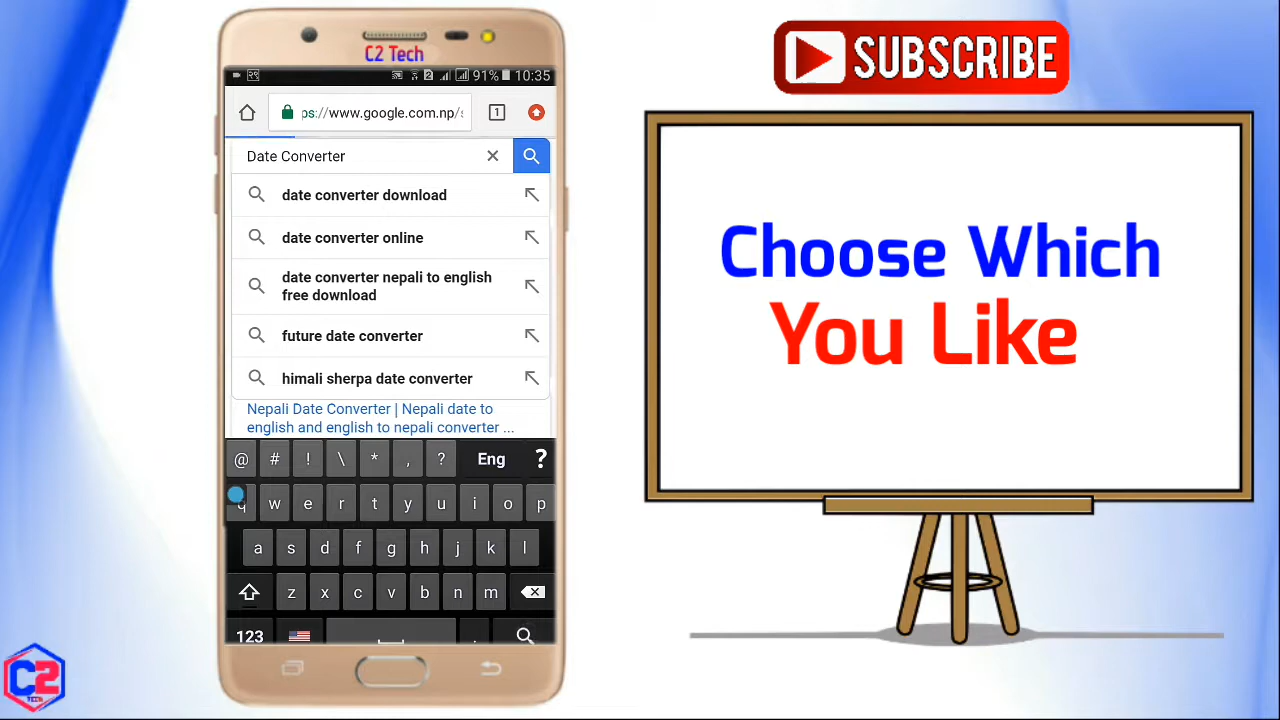 C2 Tech
91% 10:35
ps://www.google.com.np/s
1
Date Converter
date converter download
date converter online
date converter nepali to english
free download
future date converter
himali sherpa date converter
Nepali Date Converter | Nepali date to
english and english to nepali converter ...
@ # ! \ * , ? Eng ?
q w e r t y u i o p
a s d f g h j k l
z x c v b n m
123 .
SUBSCRIBE
Choose Which
You Like
C2
TECH